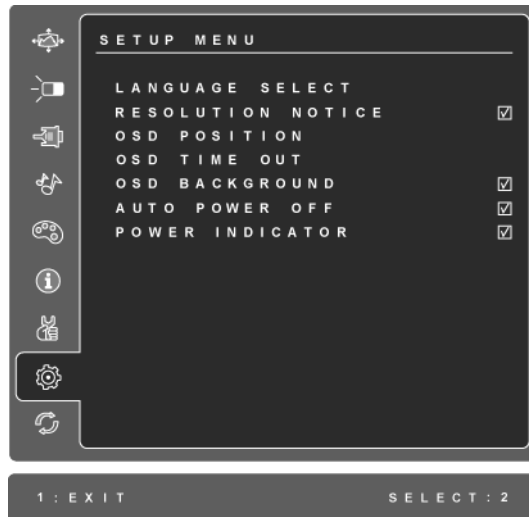 SETUP MENU
LANGUAGE SELECT
RESOLUTION NOTICE
OSD POSITION
OSD TIME OUT
OSD BACKGROUND
AUTO POWER OFF
POWER INDICATOR
1:EXIT SELECT:2